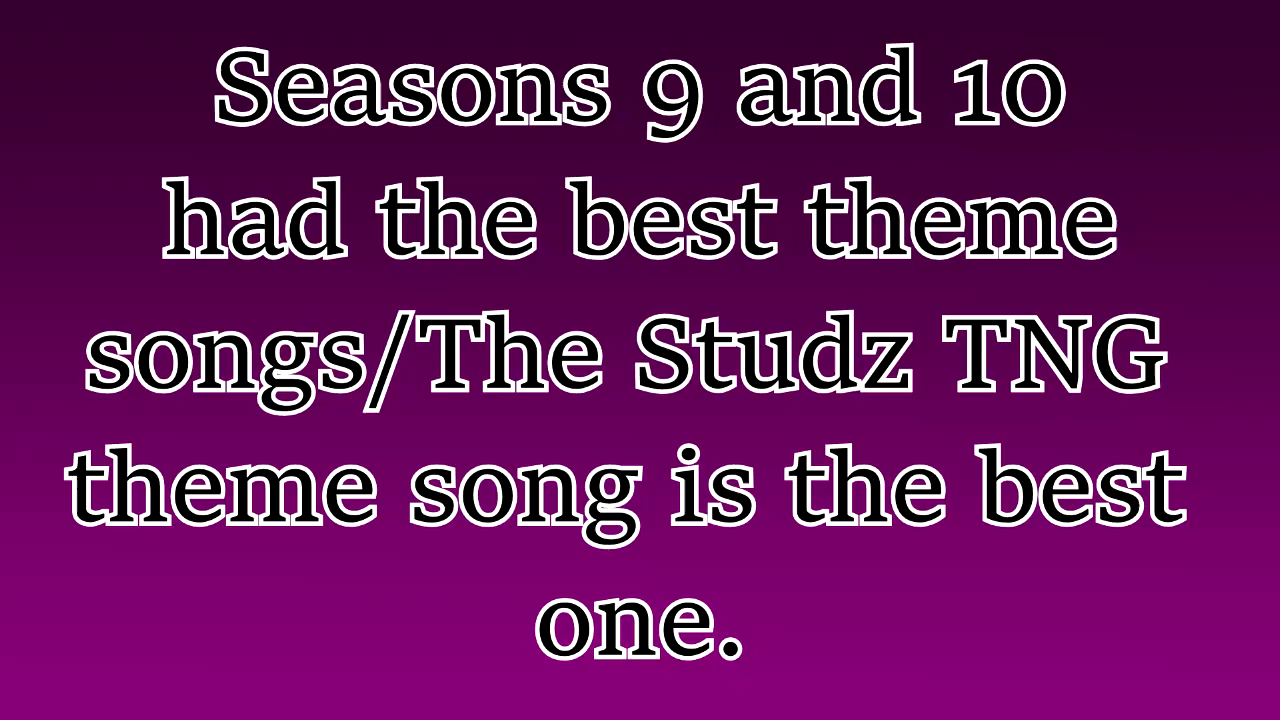 Seasons 9 and 10
had the best theme
songs/The Studz TNG
theme song is the best
one.